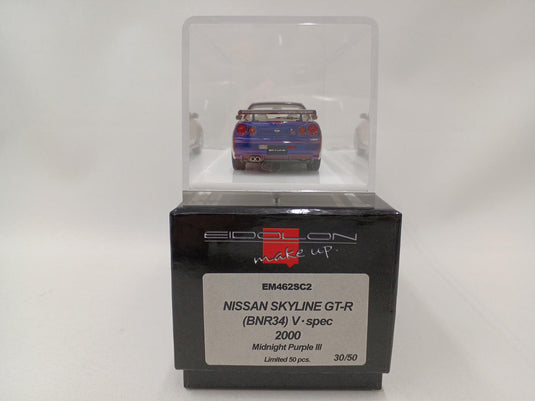 EIDOLON
make up.
EM462SC2
NISSAN SKYLINE GT-R
(BNR34) V・spec
2000
Midnight Purple III
Limited 50 pcs. 30/50